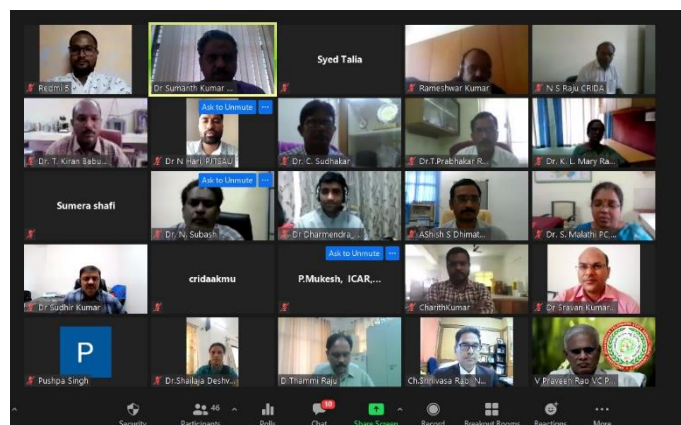 Redmi 5
Dr Sumanth Kumar ...
Syed Talia
Rameshwar Kumar
N S Raju CRIDA
Dr. T. Kiran Babu...
Ask to Unmute ...
Dr N Hari, PJTSAU
Dr. C. Sudhakar
Dr.T.Prabhakar R...
Dr. K. L. Mary Ra...
Sumera shafi
Ask to Unmute ...
Dr. N. Subash
Dr Dharmendra_...
AShish S Dhimat...
Dr. S. Malathi PC...
Dr Sudhir Kumar
cridaakmu
Ask to Unmute ...
P.Mukesh, ICAR,...
CharithKumar
Dr Sravan Kumar...
P
Pushpa Singh
Dr.Shailaja Deshv...
D Thammi Raju
Ch.Srinivasa Rao, N...
V Praveen Rao VC P...
46
10
Security
Participants
Polls
Chat
Share Screen
Record
Breakout Rooms
Reactions
More